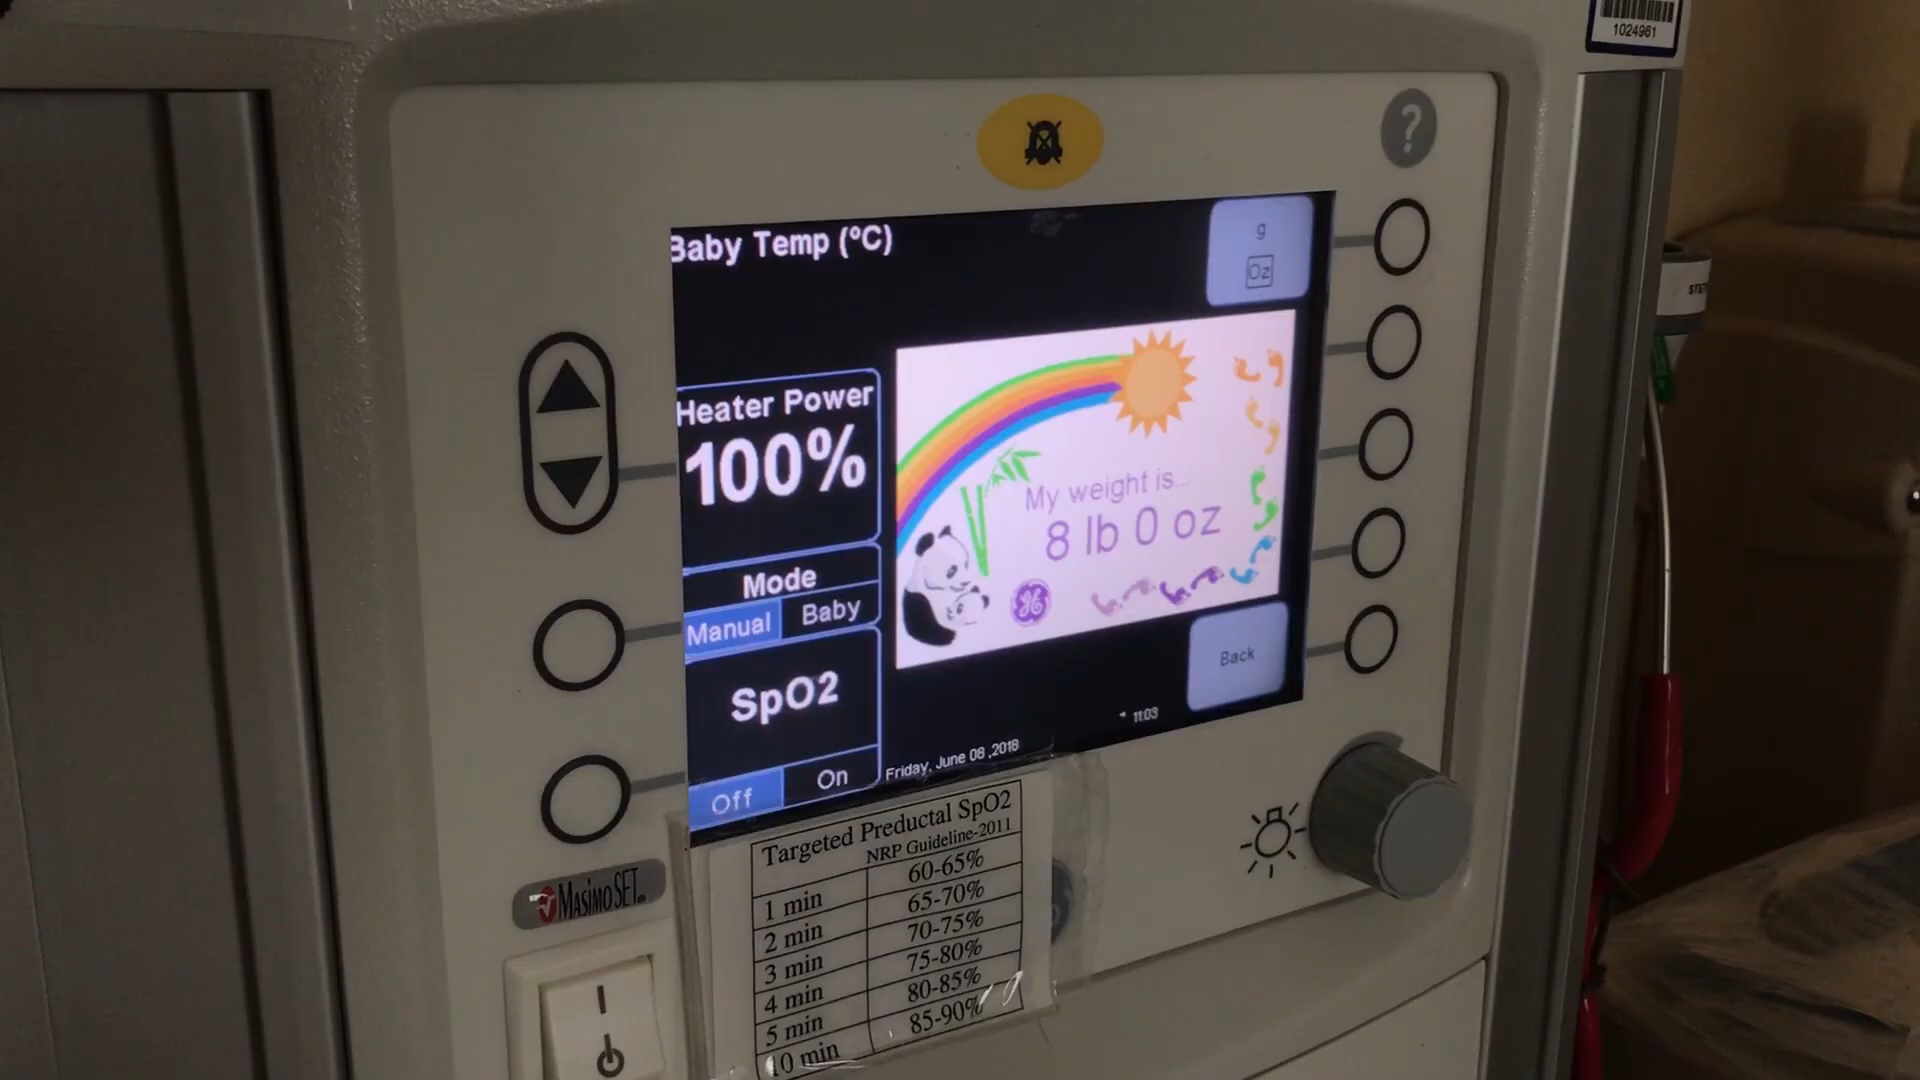 1024961
?
Baby Temp (ºC)
g
Oz
Heater Power
100%
My weight is...
8 lb 0 oz
Mode
Manual Baby
SpO2
Back
11:03
Friday, June 08 ,2018
Off On
Targeted Preductal SpO2
NRP Guideline-2011
1 min 60-65%
2 min 65-70%
3 min 70-75%
4 min 75-80%
5 min 80-85%
10 min 85-90%
Masimo SET
GE